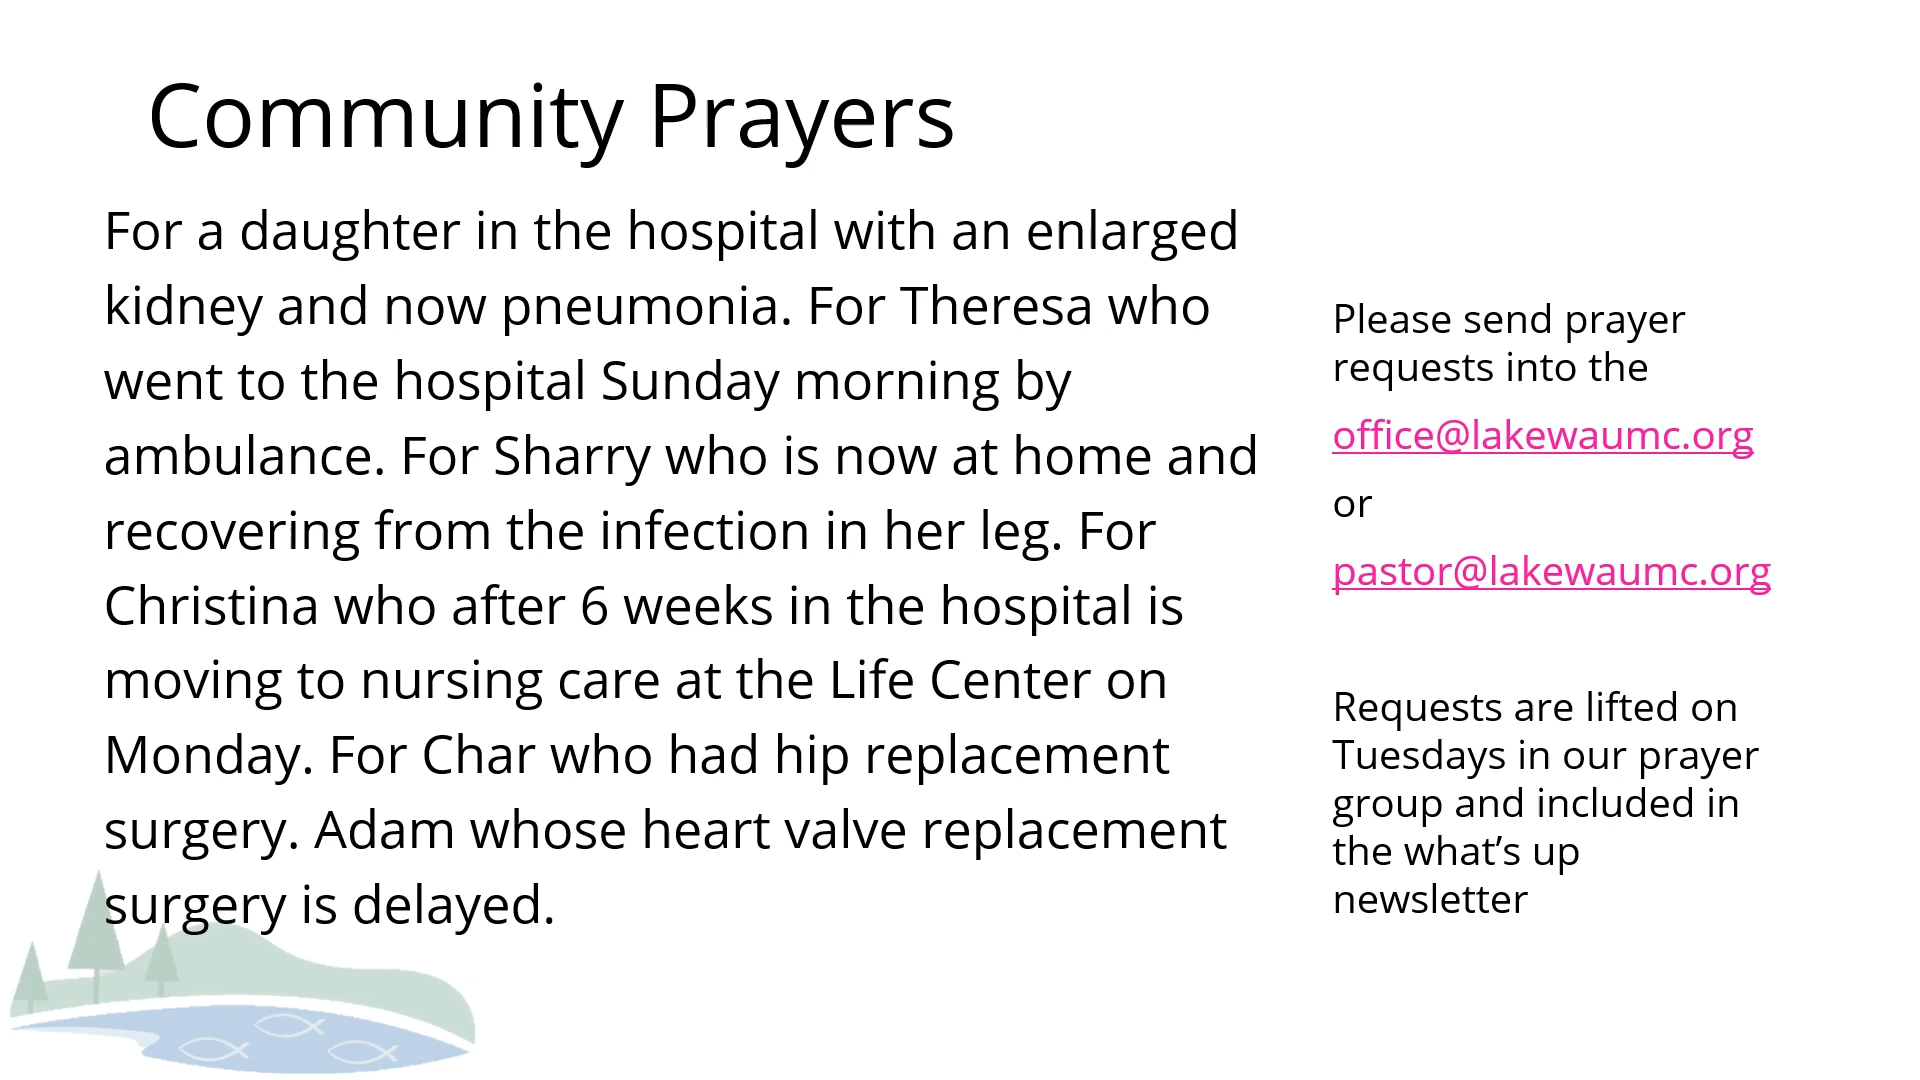 Community Prayers
For a daughter in the hospital with an enlarged
kidney and now pneumonia. For Theresa who
went to the hospital Sunday morning by
ambulance. For Sharry who is now at home and
recovering from the infection in her leg. For
Christina who after 6 weeks in the hospital is
moving to nursing care at the Life Center on
Monday. For Char who had hip replacement
surgery. Adam whose heart valve replacement
surgery is delayed.
Please send prayer
requests into the
office@lakewaumc.org
or
pastor@lakewaumc.org
Requests are lifted on
Tuesdays in our prayer
group and included in
the what’s up
newsletter